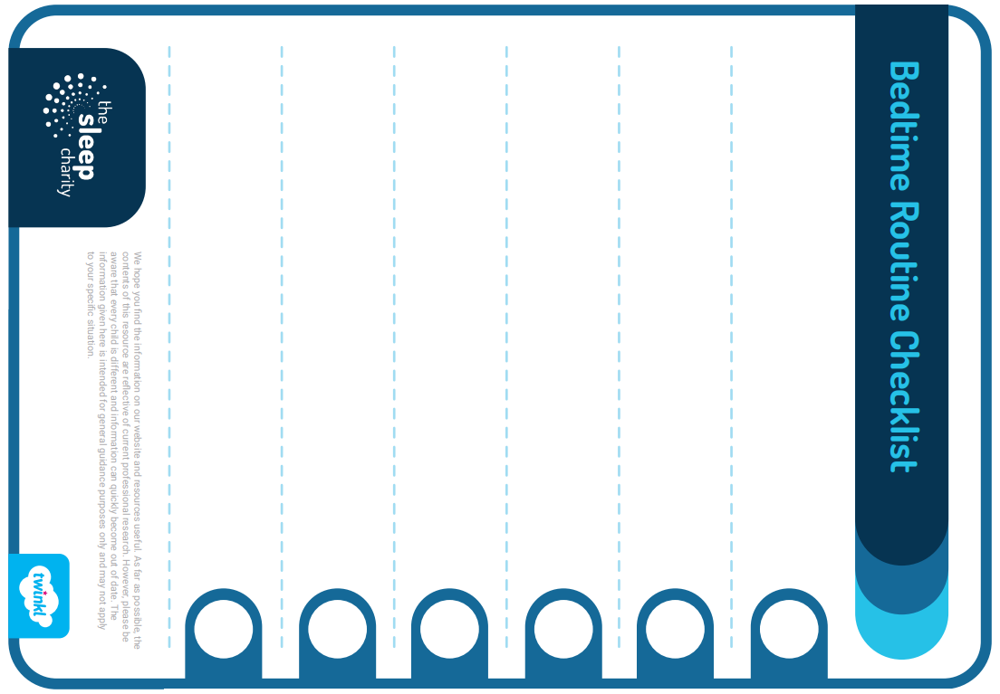 Bedtime Routine Checklist
We hope you find the information on our website and resources useful. As far as possible, the
contents of this resource are reflective of current professional research. However, please be
aware that every child is different and information can quickly become out of date. The
information given here is intended for general guidance purposes only and may not apply
to your specific situation.
the
sleep
charity
twinkl